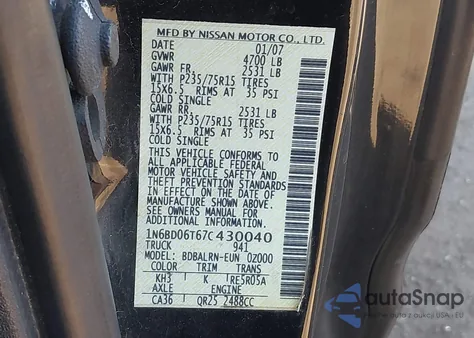 MFD BY NISSAN MOTOR CO., LTD.
DATE 01/07
GVWR 4700 LB
GAWR FR. 2531 LB
WITH P235/75R15 TIRES
15X6.5 RIMS AT 35 PSI
COLD SINGLE
GAWR RR. 2531 LB
WITH P235/75R15 TIRES
15X6.5 RIMS AT 35 PSI
COLD SINGLE
THIS VEHICLE CONFORMS TO
ALL APPLICABLE FEDERAL
MOTOR VEHICLE SAFETY AND
THEFT PREVENTION STANDARDS
IN EFFECT ON THE DATE OF
MANUFACTURE SHOWN ABOVE.
SEE OWNERS MANUAL FOR
ADDITIONAL INFORMATION
1N6BD06T67C430040
TRUCK 941
MODEL: BDBALRN-EUN 02000
COLOR TRIM TRANS
KH3 K RE5R05A
AXLE ENGINE
CA36 QR25 2488CC
autoSnap